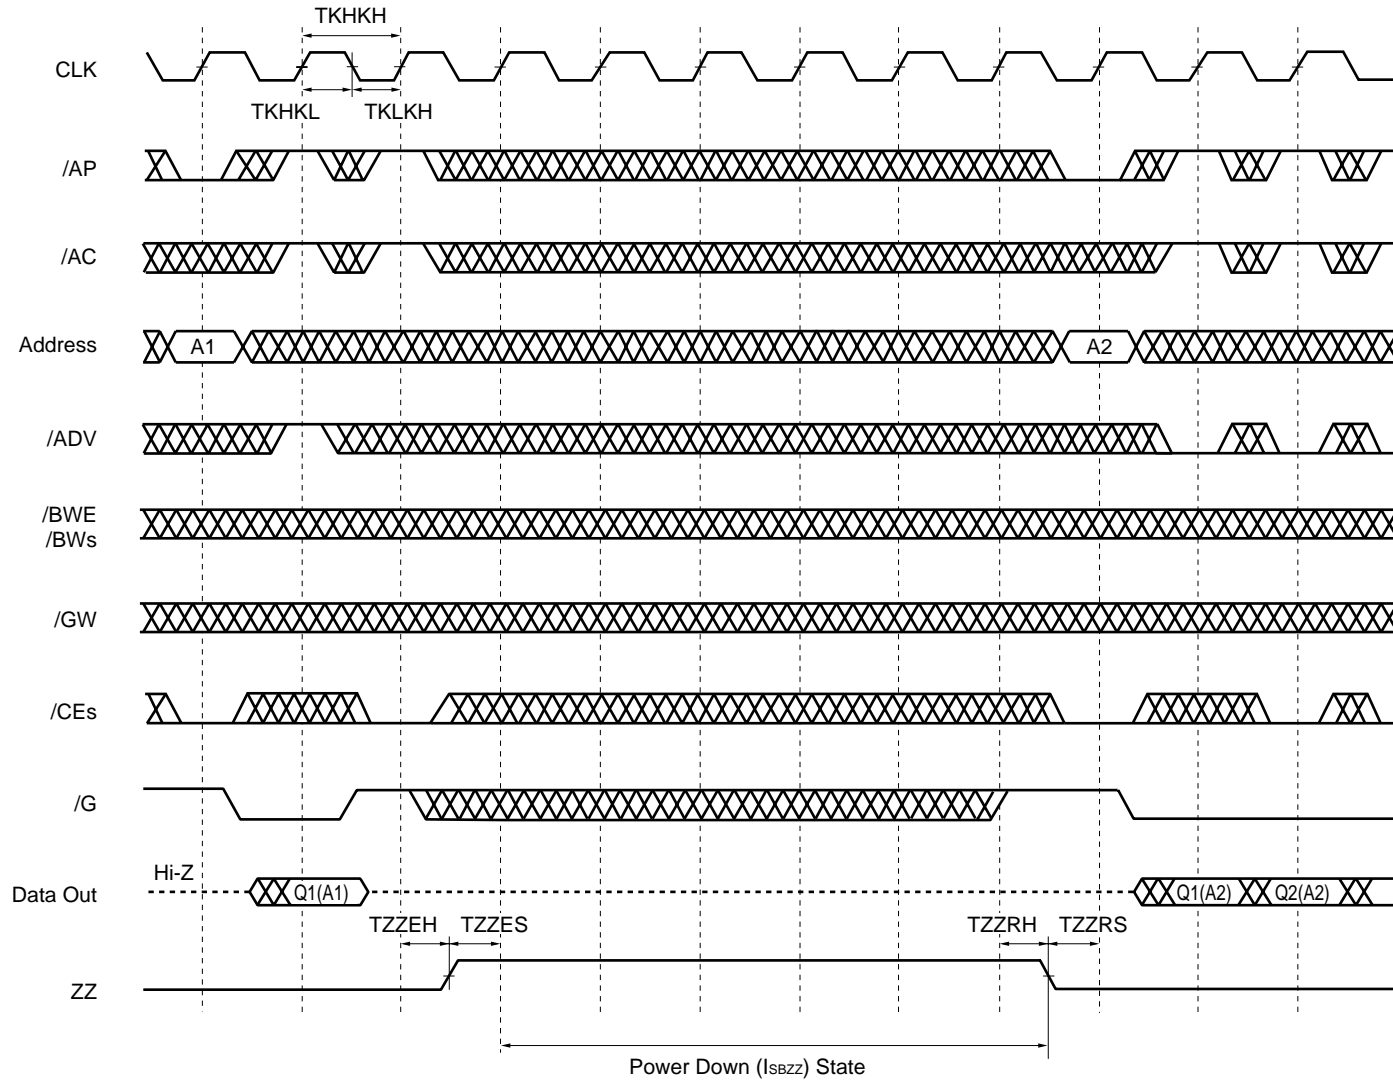 TKHKH
CLK
TKHKL TKLKH
/AP
/AC
Address A1 A2
/ADV
/BWE
/BWs
/GW
/CEs
/G
Hi-Z
Data Out Q1(A1) Q1(A2) Q2(A2)
TZZEH TZZES TZZRH TZZRS
ZZ
Power Down (ISBZZ) State